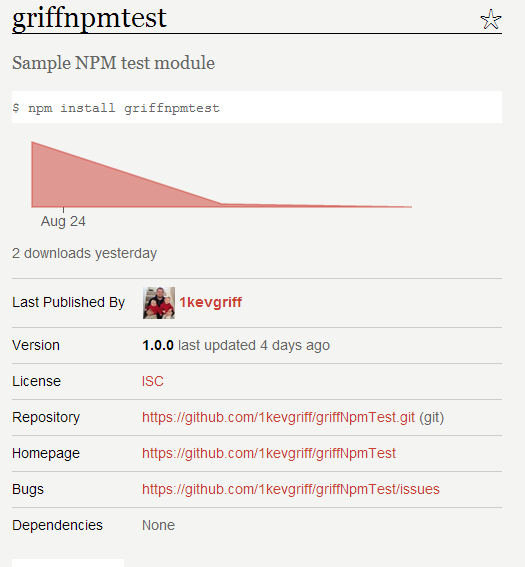 griffnpmtest
Sample NPM test module
$ npm install griffnpmtest
Aug 24
2 downloads yesterday
Last Published By 1kevgriff
Version 1.0.0 last updated 4 days ago
License ISC
Repository https://github.com/1kevgriff/griffNpmTest.git (git)
Homepage https://github.com/1kevgriff/griffNpmTest
Bugs https://github.com/1kevgriff/griffNpmTest/issues
Dependencies None